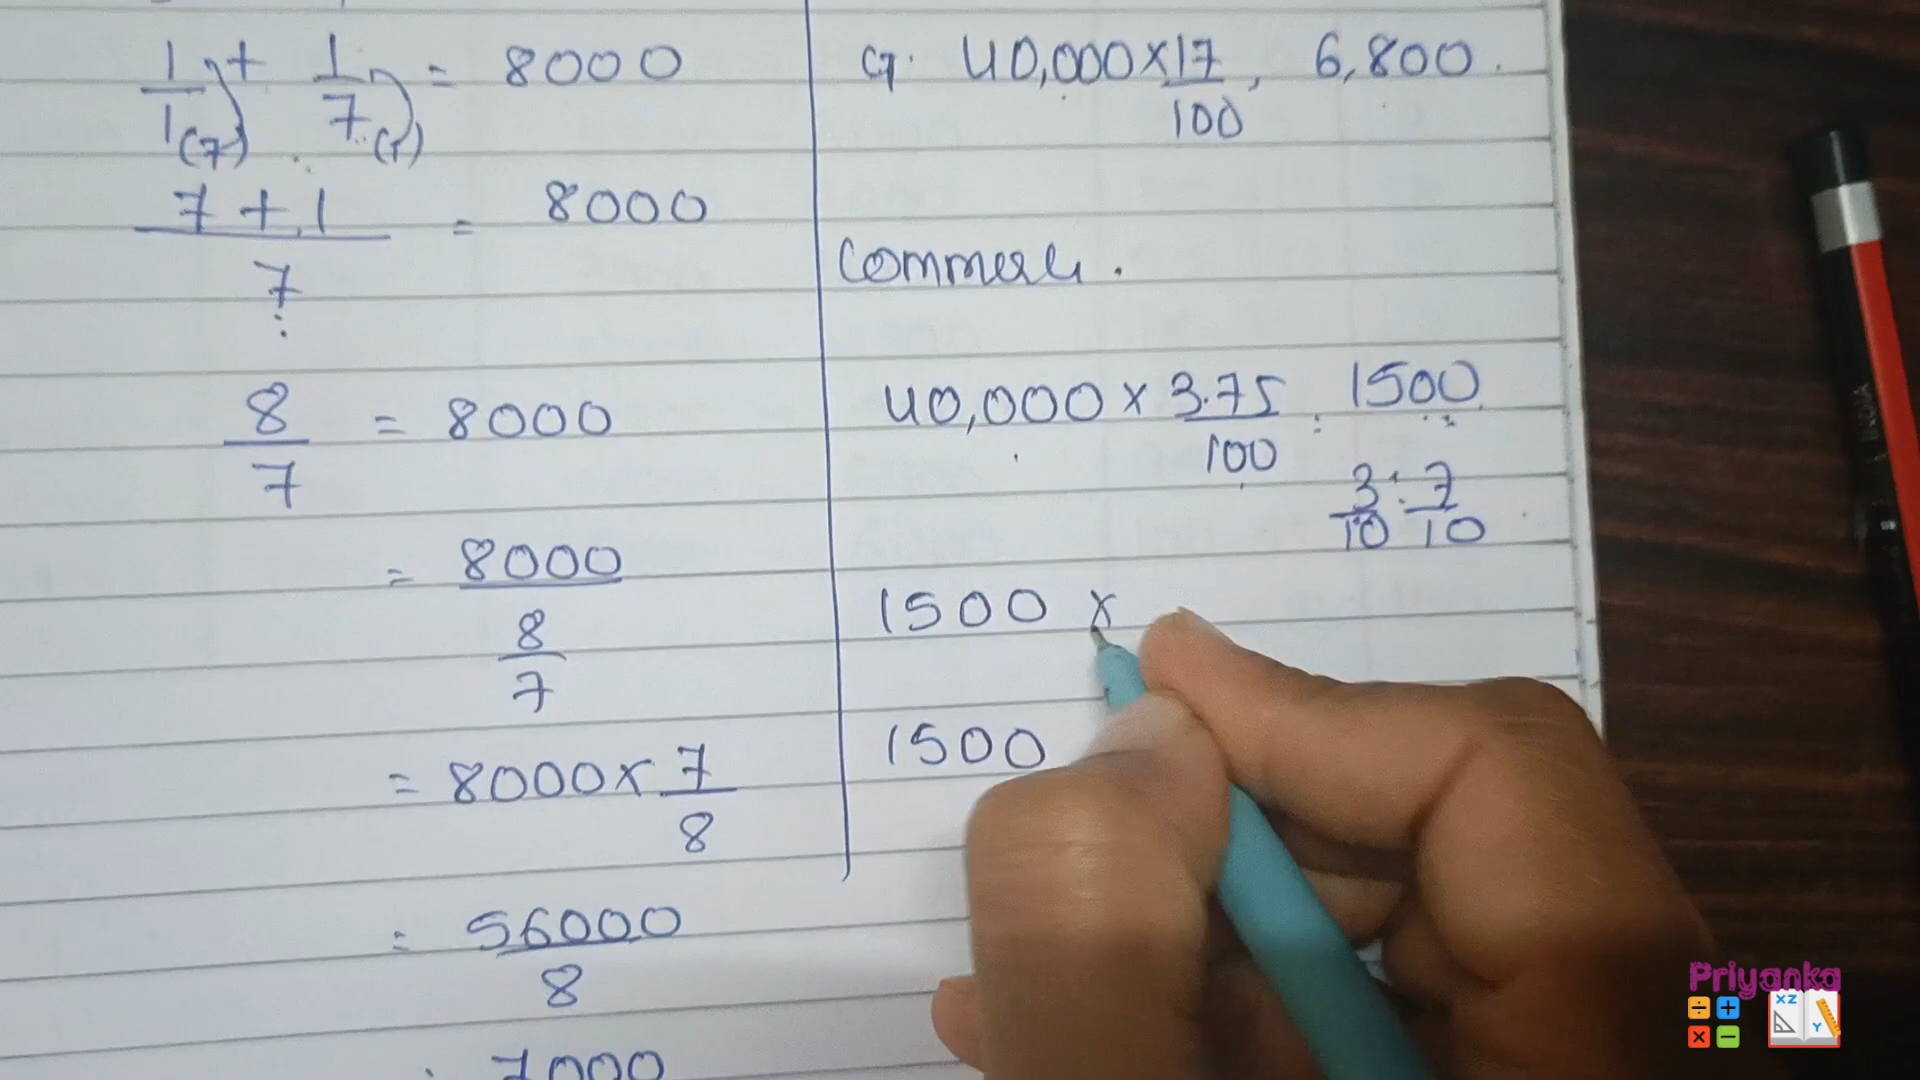 1/1(7) + 1/7(1) = 8000
7 + 1 / 7 = 8000
8/7 = 8000
= 8000 / 8/7
= 8000 x 7/8
= 56000/8
7000
G. 40,000 x 17/100, 6,800.
40,000 x 3.75/100 = 1500
3/10 : 7/10
1500 x
1500
Priyanka